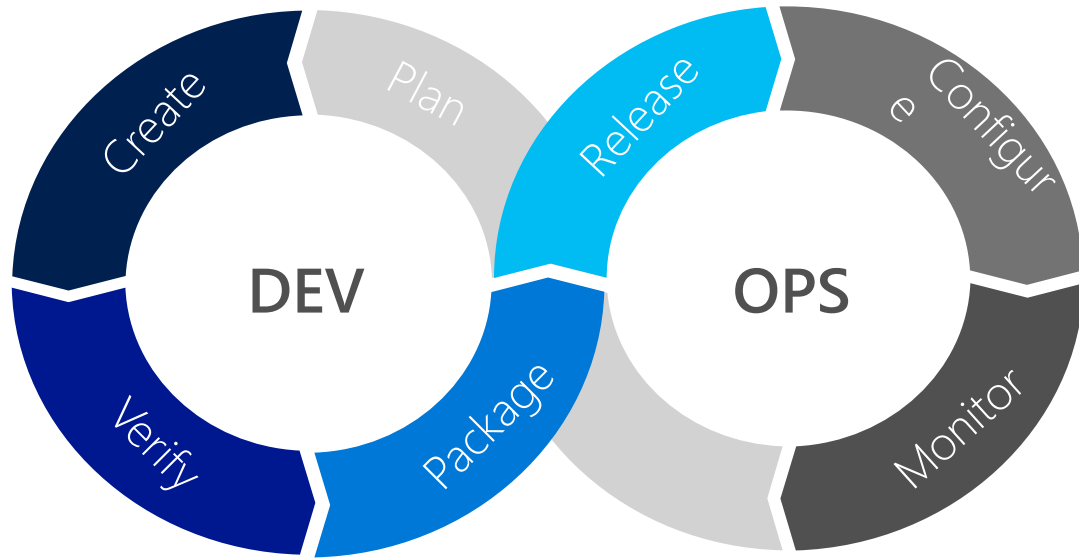 Create
Plan
Release
Configur
e
DEV
OPS
Verify
Package
Monitor